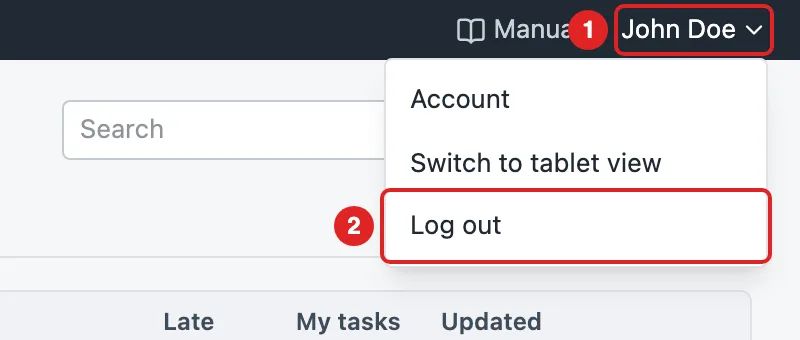 Manua 1 John Doe
Account
Search
Switch to tablet view
2 Log out
Late My tasks Updated